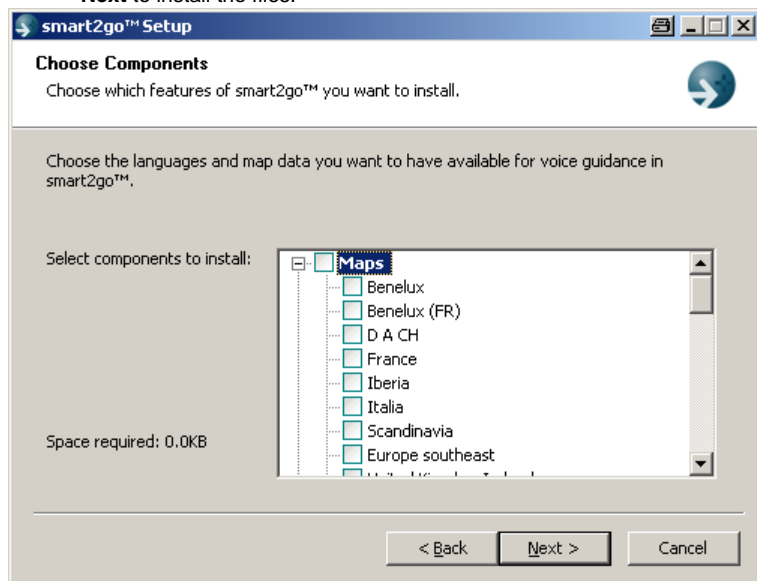 Next to install the files.
smart2go™ Setup
Choose Components
Choose which features of smart2go™ you want to install.
Choose the languages and map data you want to have available for voice guidance in
smart2go™.
Select components to install:
Maps
Benelux
Benelux (FR)
D A CH
France
Iberia
Italia
Scandinavia
Europe southeast
Space required: 0.0KB
< Back
Next >
Cancel